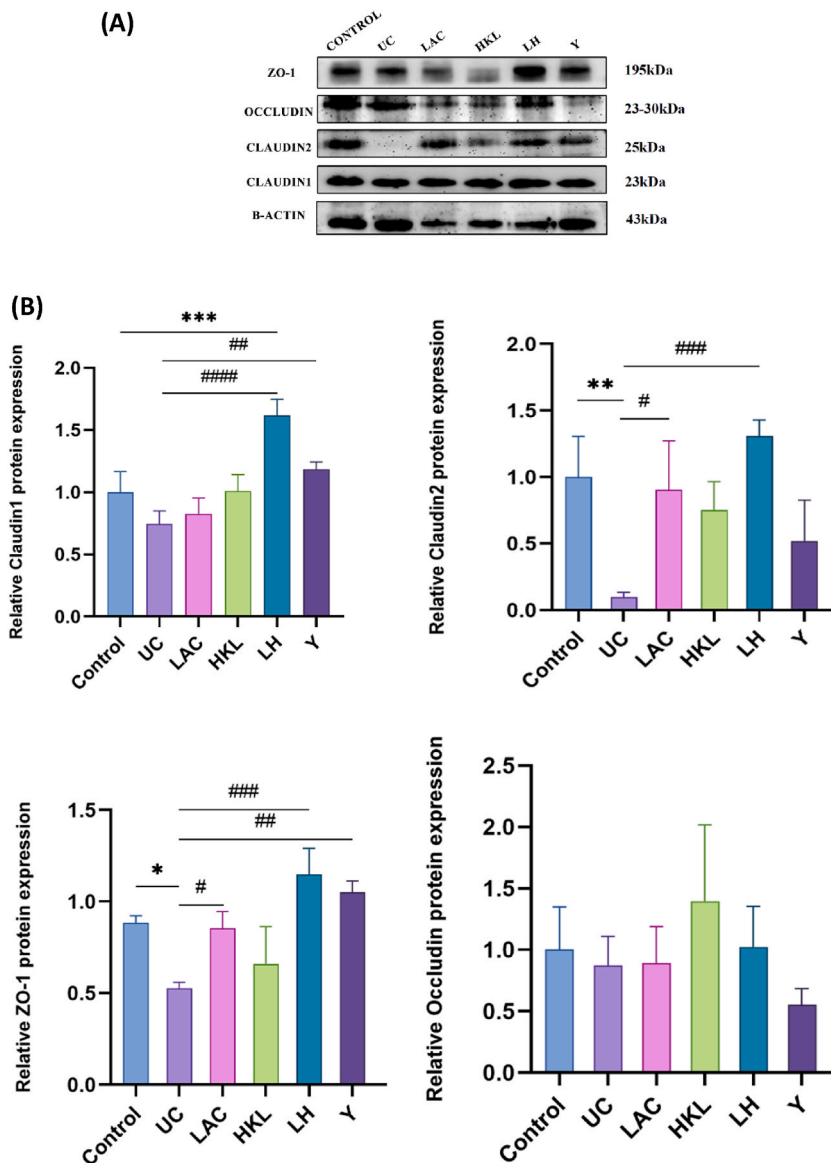 (A)
CONTROL UC LAC HKL LH Y
ZO-1 195kDa
OCCLUDIN 23-30kDa
CLAUDIN2 25kDa
CLAUDIN1 23kDa
B-ACTIN 43kDa
(B)
Relative Claudin1 protein expression
2.0
1.5
1.0
0.5
0.0
***
##
####
Control UC LAC HKL LH Y
Relative Claudin2 protein expression
2.0
1.5
1.0
0.5
0.0
###
** #
Control UC LAC HKL LH Y
Relative ZO-1 protein expression
1.5
1.0
0.5
0.0
###
##
* #
Control UC LAC HKL LH Y
Relative Occludin protein expression
2.5
2.0
1.5
1.0
0.5
0.0
Control UC LAC HKL LH Y